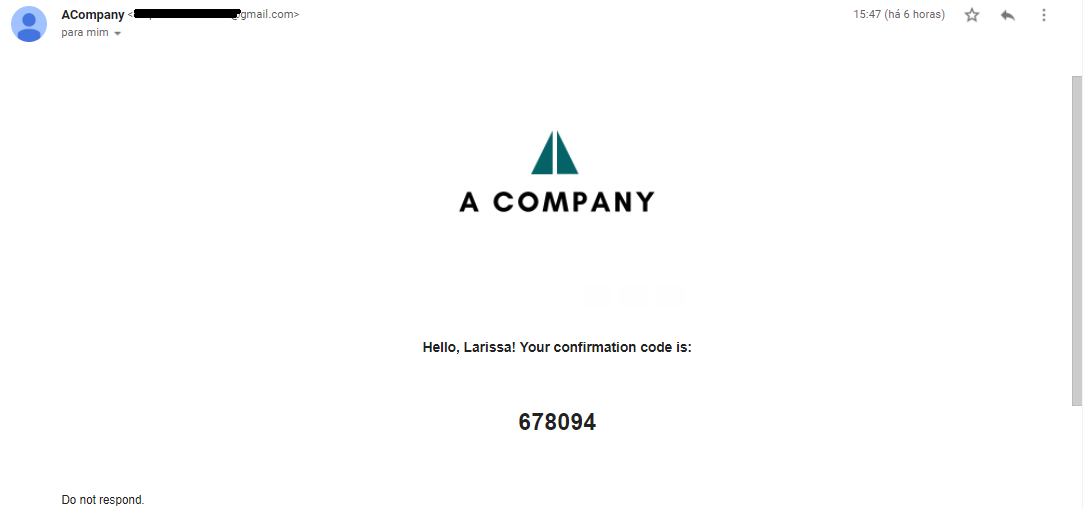 ACompany < gmail.com> 15:47 (há 6 horas)
para mim
A COMPANY
Hello, Larissa! Your confirmation code is:
678094
Do not respond.